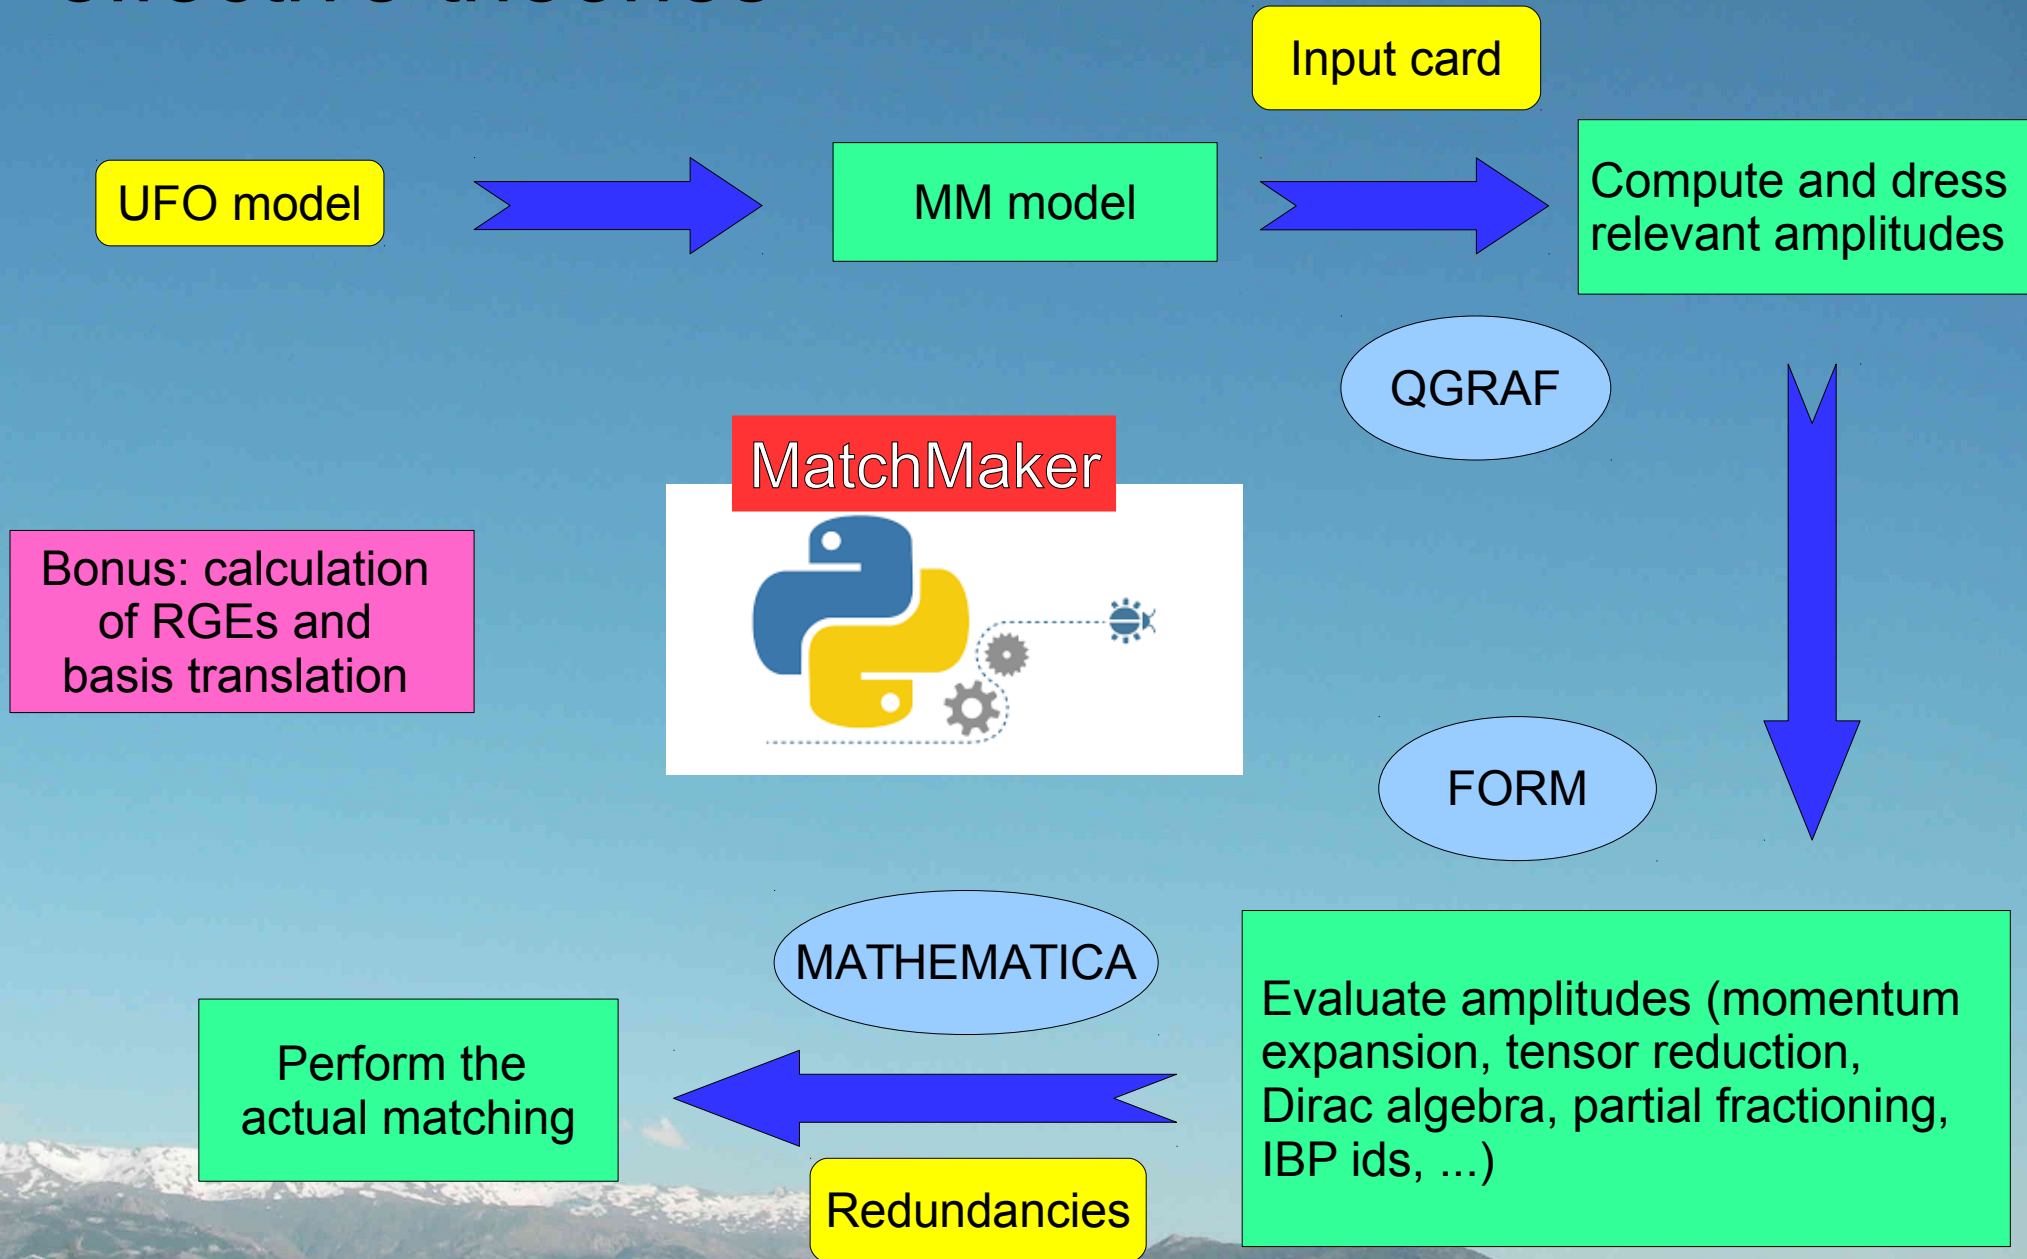 effective theories
Input card
UFO model
MM model
Compute and dress
relevant amplitudes
QGRAF
MatchMaker
Bonus: calculation
of RGEs and
basis translation
FORM
MATHEMATICA
Evaluate amplitudes (momentum
expansion, tensor reduction,
Dirac algebra, partial fractioning,
IBP ids, ...)
Perform the
actual matching
Redundancies